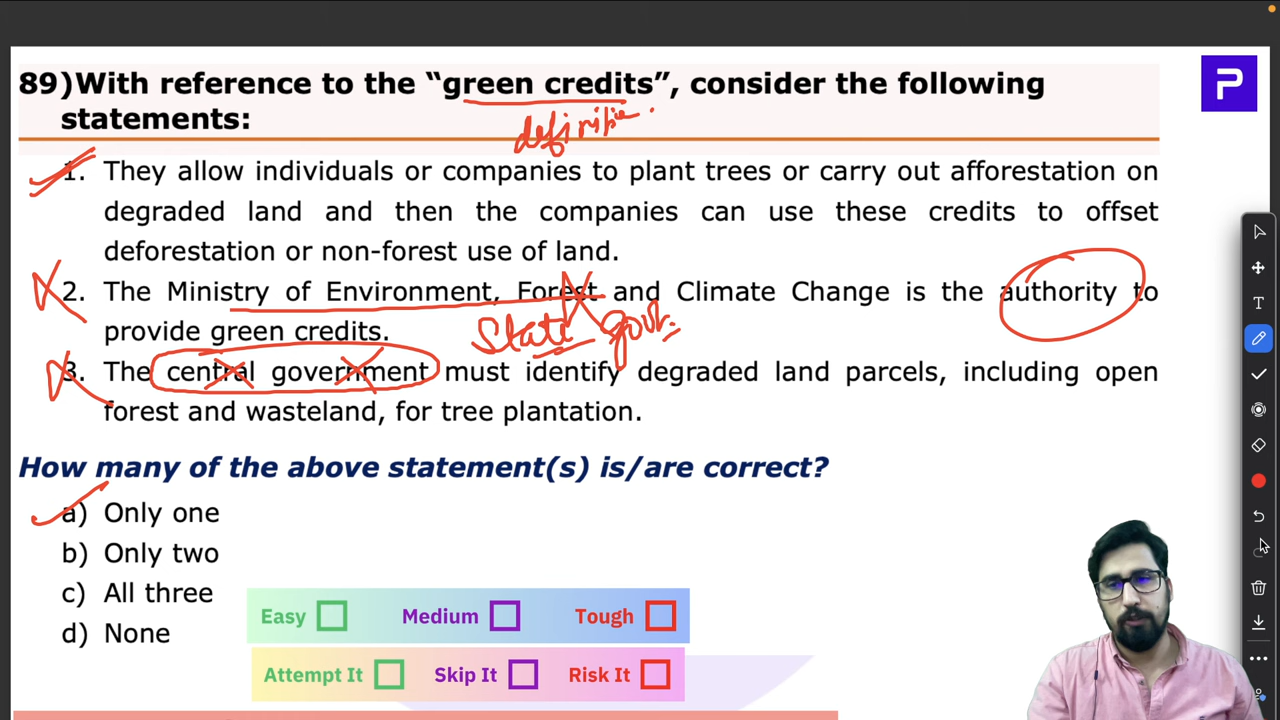 P
89)With reference to the “green credits”, consider the following
statements:
1. They allow individuals or companies to plant trees or carry out afforestation on
degraded land and then the companies can use these credits to offset
deforestation or non-forest use of land.
2. The Ministry of Environment, Forest and Climate Change is the authority to
provide green credits.
State govt.
3. The central government must identify degraded land parcels, including open
forest and wasteland, for tree plantation.
How many of the above statement(s) is/are correct?
a) Only one
b) Only two
c) All three
d) None
Easy Medium Tough
Attempt It Skip It Risk It
T